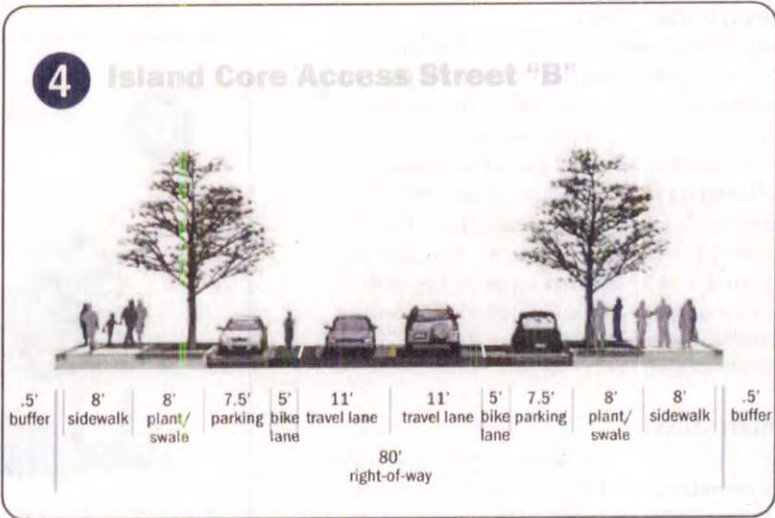 4 Island Core Access Street "B"
.5' 8' 8' 7.5' 5' 11' 11' 5' 7.5' 8' 8' .5'
buffer sidewalk plant/ parking bike travel lane travel lane bike parking plant/ sidewalk buffer
swale lane lane swale
80'
right-of-way